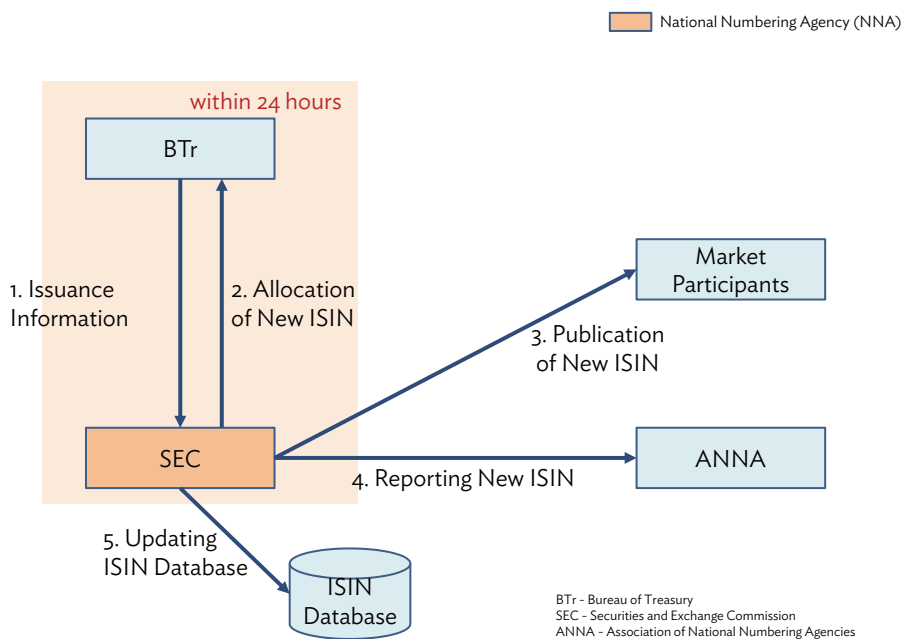 National Numbering Agency (NNA)
within 24 hours
BTr
1. Issuance
Information
2. Allocation
of New ISIN
Market
Participants
3. Publication
of New ISIN
SEC
ANNA
4. Reporting New ISIN
5. Updating
ISIN Database
ISIN
Database
BTr - Bureau of Treasury
SEC - Securities and Exchange Commission
ANNA - Association of National Numbering Agencies